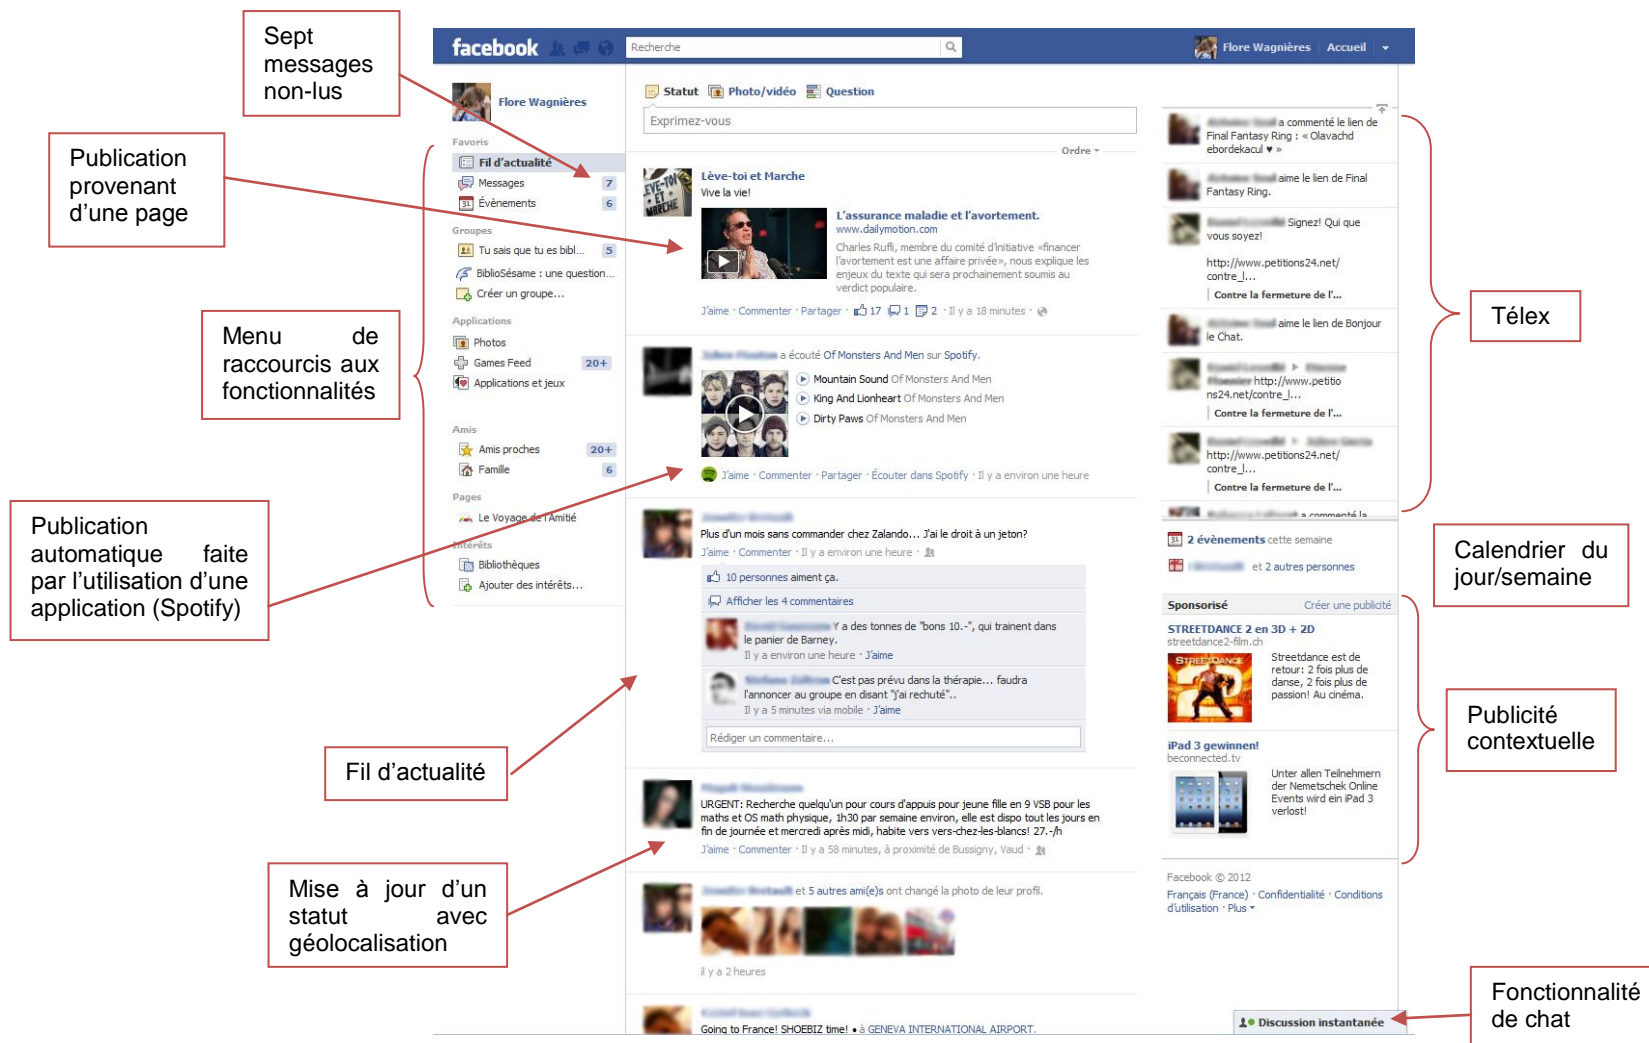 Sept
messages
non-lus
Publication
provenant
d'une page
Menu de
raccourcis aux
fonctionnalités
Publication
automatique faite
par l'utilisation d'une
application (Spotify)
Fil d'actualité
Mise à jour d'un
statut avec
géolocalisation
facebook
Recherche
Flore Wagnières Accueil
Flore Wagnières
Favoris
Fil d'actualité
Messages 7
31 Évènements 6
Groupes
Tu sais que tu es bibl... 5
BiblioSésame : une question...
Créer un groupe...
Applications
Photos
Games Feed 20+
Applications et jeux
Amis
Amis proches 20+
Famille 6
Pages
Le Voyage de l'Amitié
Intérêts
Bibliothèques
Ajouter des intérêts...
Statut Photo/vidéo Question
Exprimez-vous
Ordre
LÈVE-TOI
ET
MARCHE
Lève-toi et Marche
Vive la vie!
L'assurance maladie et l'avortement.
www.dailymotion.com
Charles Rufli, membre du comité d'initiative «financer
l'avortement est une affaire privée», nous explique les
enjeux du texte qui sera prochainement soumis au
verdict populaire.
J'aime · Commenter · Partager · 17 1 2 · Il y a 18 minutes ·
a écouté Of Monsters And Men sur Spotify.
Mountain Sound Of Monsters And Men
King And Lionheart Of Monsters And Men
Dirty Paws Of Monsters And Men
J'aime · Commenter · Partager · Écouter dans Spotify · Il y a environ une heure
Plus d'un mois sans commander chez Zalando... J'ai le droit à un jeton?
J'aime · Commenter · Il y a environ une heure ·
10 personnes aiment ça.
Afficher les 4 commentaires
Y a des tonnes de "bons 10.-", qui trainent dans
le panier de Barney.
Il y a environ une heure · J'aime
C'est pas prévu dans la thérapie... faudra
l'annoncer au groupe en disant "j'ai rechuté"..
Il y a 5 minutes via mobile · J'aime
Rédiger un commentaire...
URGENT: Recherche quelqu'un pour cours d'appuis pour jeune fille en 9 VSB pour les
maths et OS math physique, 1h30 par semaine environ, elle est dispo tout les jours en
fin de journée et mercredi après midi, habite vers vers-chez-les-blancs! 27.-/h
J'aime · Commenter · Il y a 58 minutes, à proximité de Bussigny, Vaud ·
et 5 autres ami(e)s ont changé la photo de leur profil.
il y a 2 heures
Going to France! SHOEBIZ time! • à GENEVA INTERNATIONAL AIRPORT.
a commenté le lien de
Final Fantasy Ring : « Olavachd
ebordekacul ♥ »
aime le lien de Final
Fantasy Ring.
Signez! Qui que
vous soyez!
http://www.petitions24.net/
contre_l...
Contre la fermeture de l'...
aime le lien de Bonjour
le Chat.
http://www.petitio
ns24.net/contre_l...
Contre la fermeture de l'...
http://www.petitions24.net/
contre_l...
Contre la fermeture de l'...
a commenté la
31 2 évènements cette semaine
et 2 autres personnes
Sponsorisé Créer une publicité
STREETDANCE 2 en 3D + 2D
streetdance2-film.ch
STREETDANCE
2
Streetdance est de
retour: 2 fois plus de
danse, 2 fois plus de
passion! Au cinéma.
iPad 3 gewinnen!
beconnected.tv
Unter allen Teilnehmern
der Nemetschek Online
Events wird ein iPad 3
verlost!
Facebook © 2012
Français (France) · Confidentialité · Conditions
d'utilisation · Plus
Discussion instantanée
Télex
Calendrier du
jour/semaine
Publicité
contextuelle
Fonctionnalité
de chat